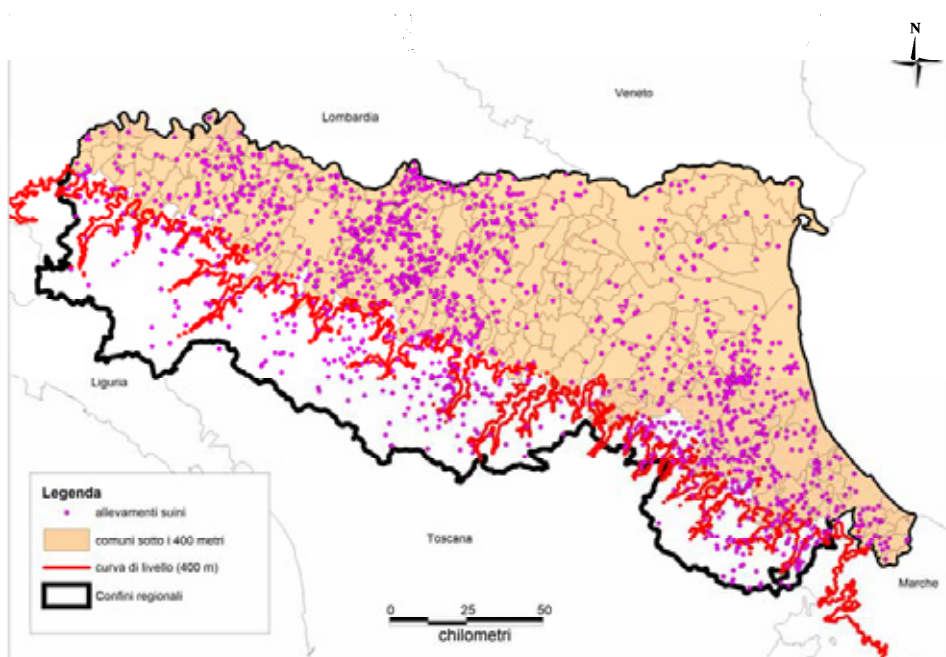 N
Veneto
Lombardia
Liguria
Legenda
allevamenti suini
comuni sotto i 400 metri
curva di livello (400 m)
Confini regionali
Toscana
Marche
0 25 50
chilometri